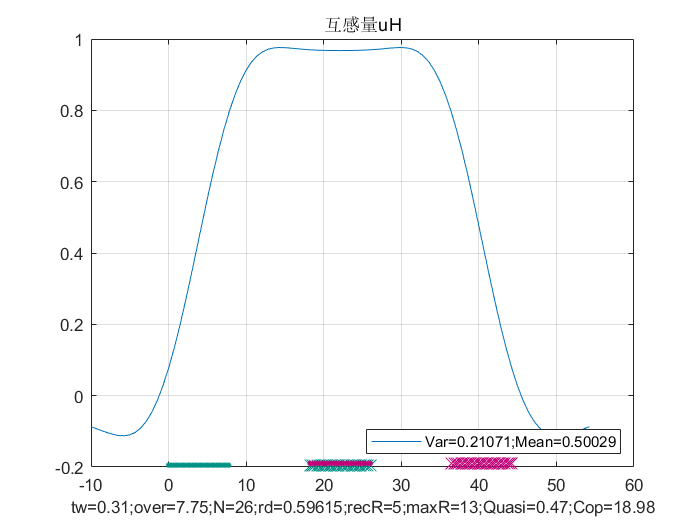 互感量uH
1
0.8
0.6
0.4
0.2
0
-0.2
Var=0.21071;Mean=0.50029
-10 0 10 20 30 40 50 60
tw=0.31;over=7.75;N=26;rd=0.59615;recR=5;maxR=13;Quasi=0.47;Cop=18.98